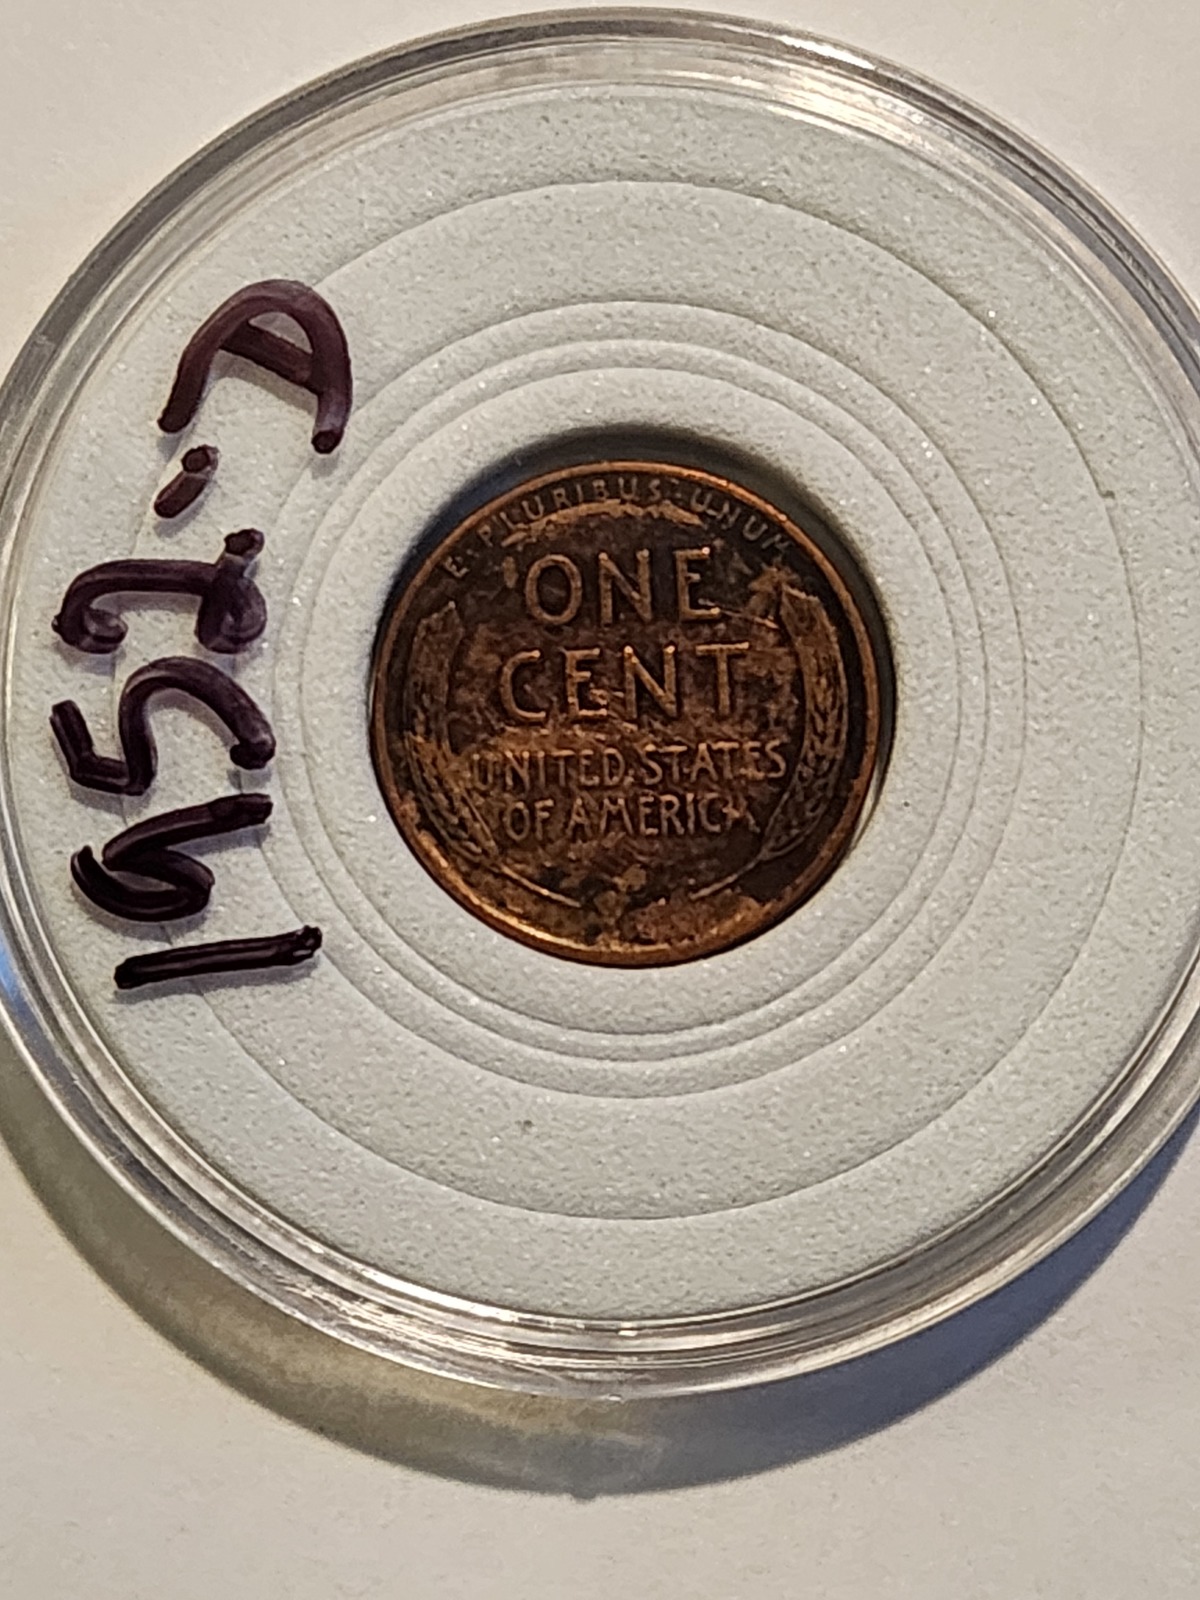 1952-D
E·PLURIBUS·UNUM
ONE
CENT
UNITED STATES
OF AMERICA